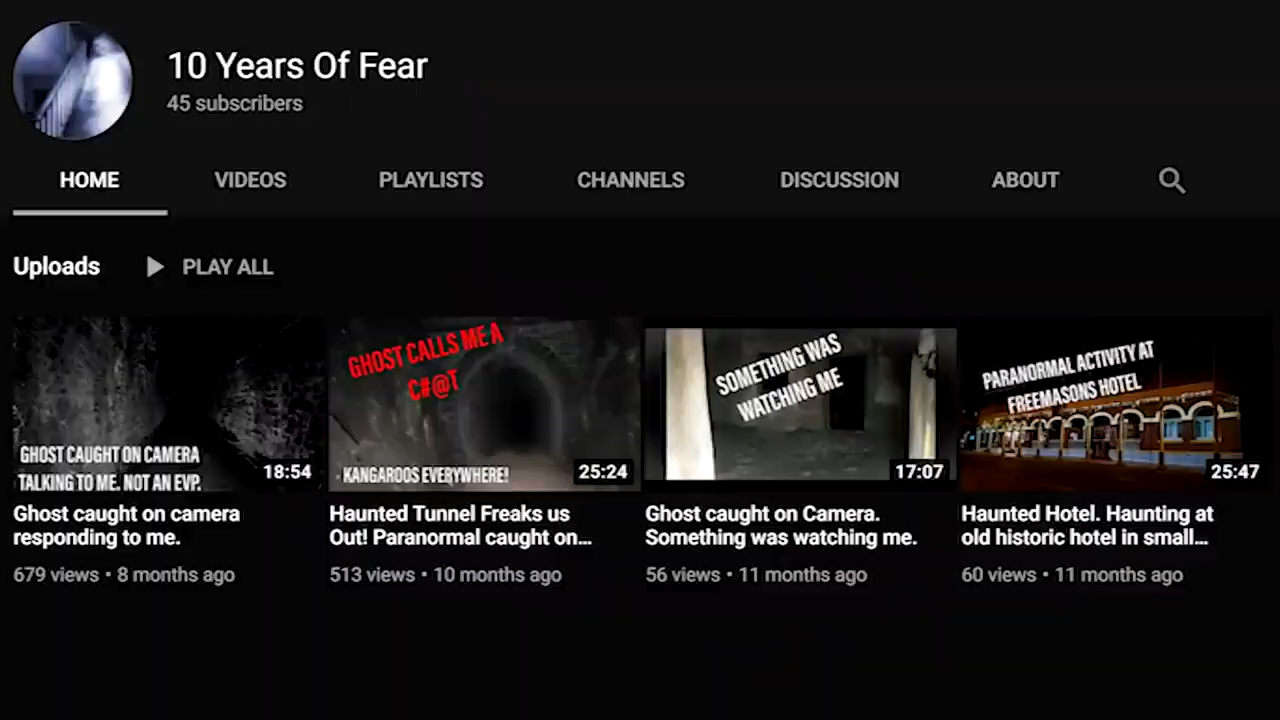 10 Years Of Fear
45 subscribers
HOME VIDEOS PLAYLISTS CHANNELS DISCUSSION ABOUT
Uploads PLAY ALL
GHOST CAUGHT ON CAMERA
TALKING TO ME. NOT AN EVP.
18:54
Ghost caught on camera
responding to me.
679 views • 8 months ago
GHOST CALLS ME A
C#@T
KANGAROOS EVERYWHERE!
25:24
Haunted Tunnel Freaks us
Out! Paranormal caught on...
513 views • 10 months ago
SOMETHING WAS
WATCHING ME
17:07
Ghost caught on Camera.
Something was watching me.
56 views • 11 months ago
PARANORMAL ACTIVITY AT
FREEMASONS HOTEL
25:47
Haunted Hotel. Haunting at
old historic hotel in small...
60 views • 11 months ago